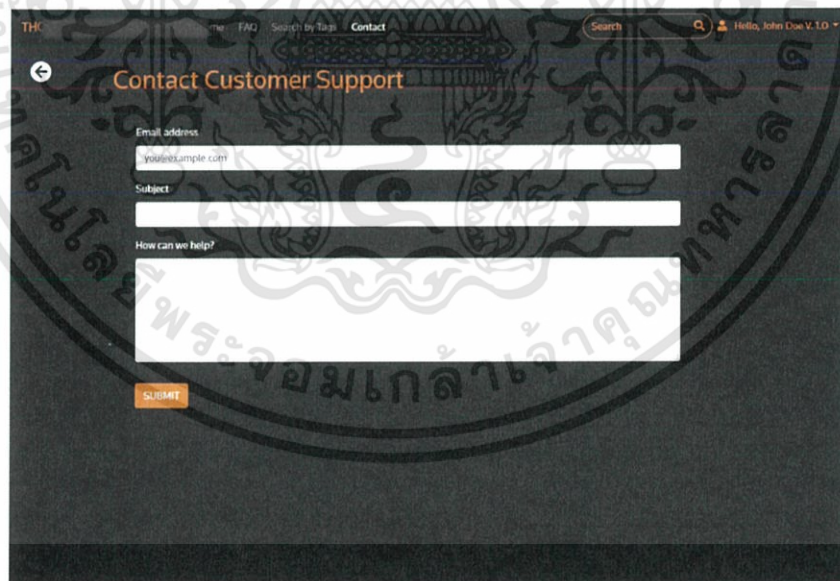 FAQ Search by Tags Contact Search Hello, John Doe V. 1.0
Contact Customer Support
Email address
you@example.com
Subject
How can we help?
SUBMIT
พระจอมเกล้าเจ้าคุณทหารลาด